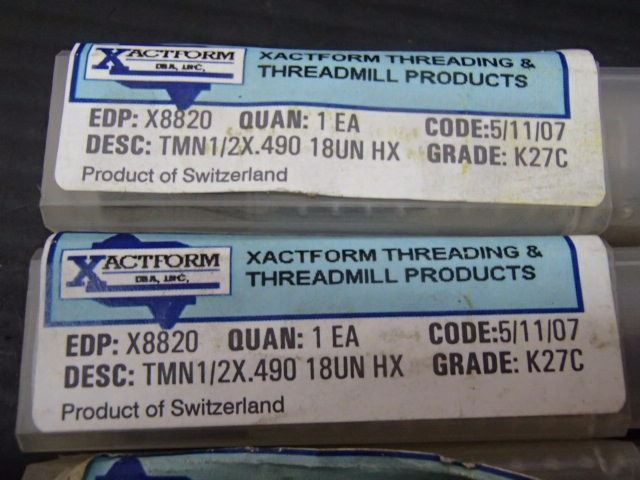 XACTFORM
DBA, INC.
XACTFORM THREADING &
THREADMILL PRODUCTS
EDP: X8820 QUAN: 1 EA CODE:5/11/07
DESC: TMN1/2X.490 18UN HX GRADE: K27C
Product of Switzerland
XACTFORM
DBA, INC.
XACTFORM THREADING &
THREADMILL PRODUCTS
EDP: X8820 QUAN: 1 EA CODE:5/11/07
DESC: TMN1/2X.490 18UN HX GRADE: K27C
Product of Switzerland